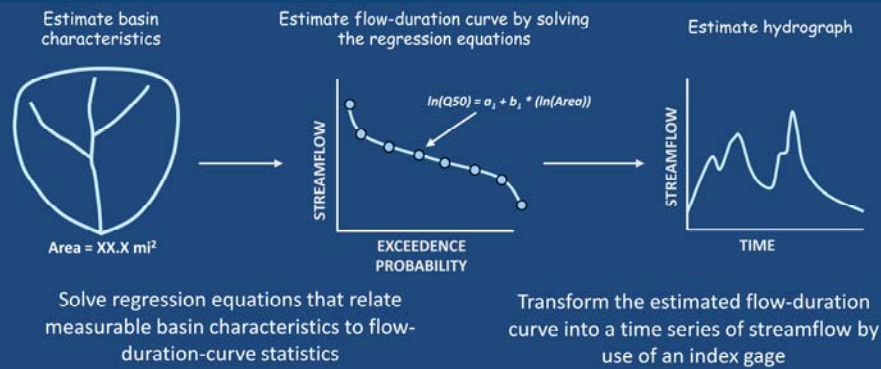 Estimate basin
characteristics
Estimate flow-duration curve by solving
the regression equations
Estimate hydrograph
STREAMFLOW
ln(Q50) = a₁ + b₁ * (ln(Area))
STREAMFLOW
Area = XX.X mi²
EXCEEDENCE
PROBABILITY
TIME
Solve regression equations that relate
measurable basin characteristics to flow-
duration-curve statistics
Transform the estimated flow-duration
curve into a time series of streamflow by
use of an index gage